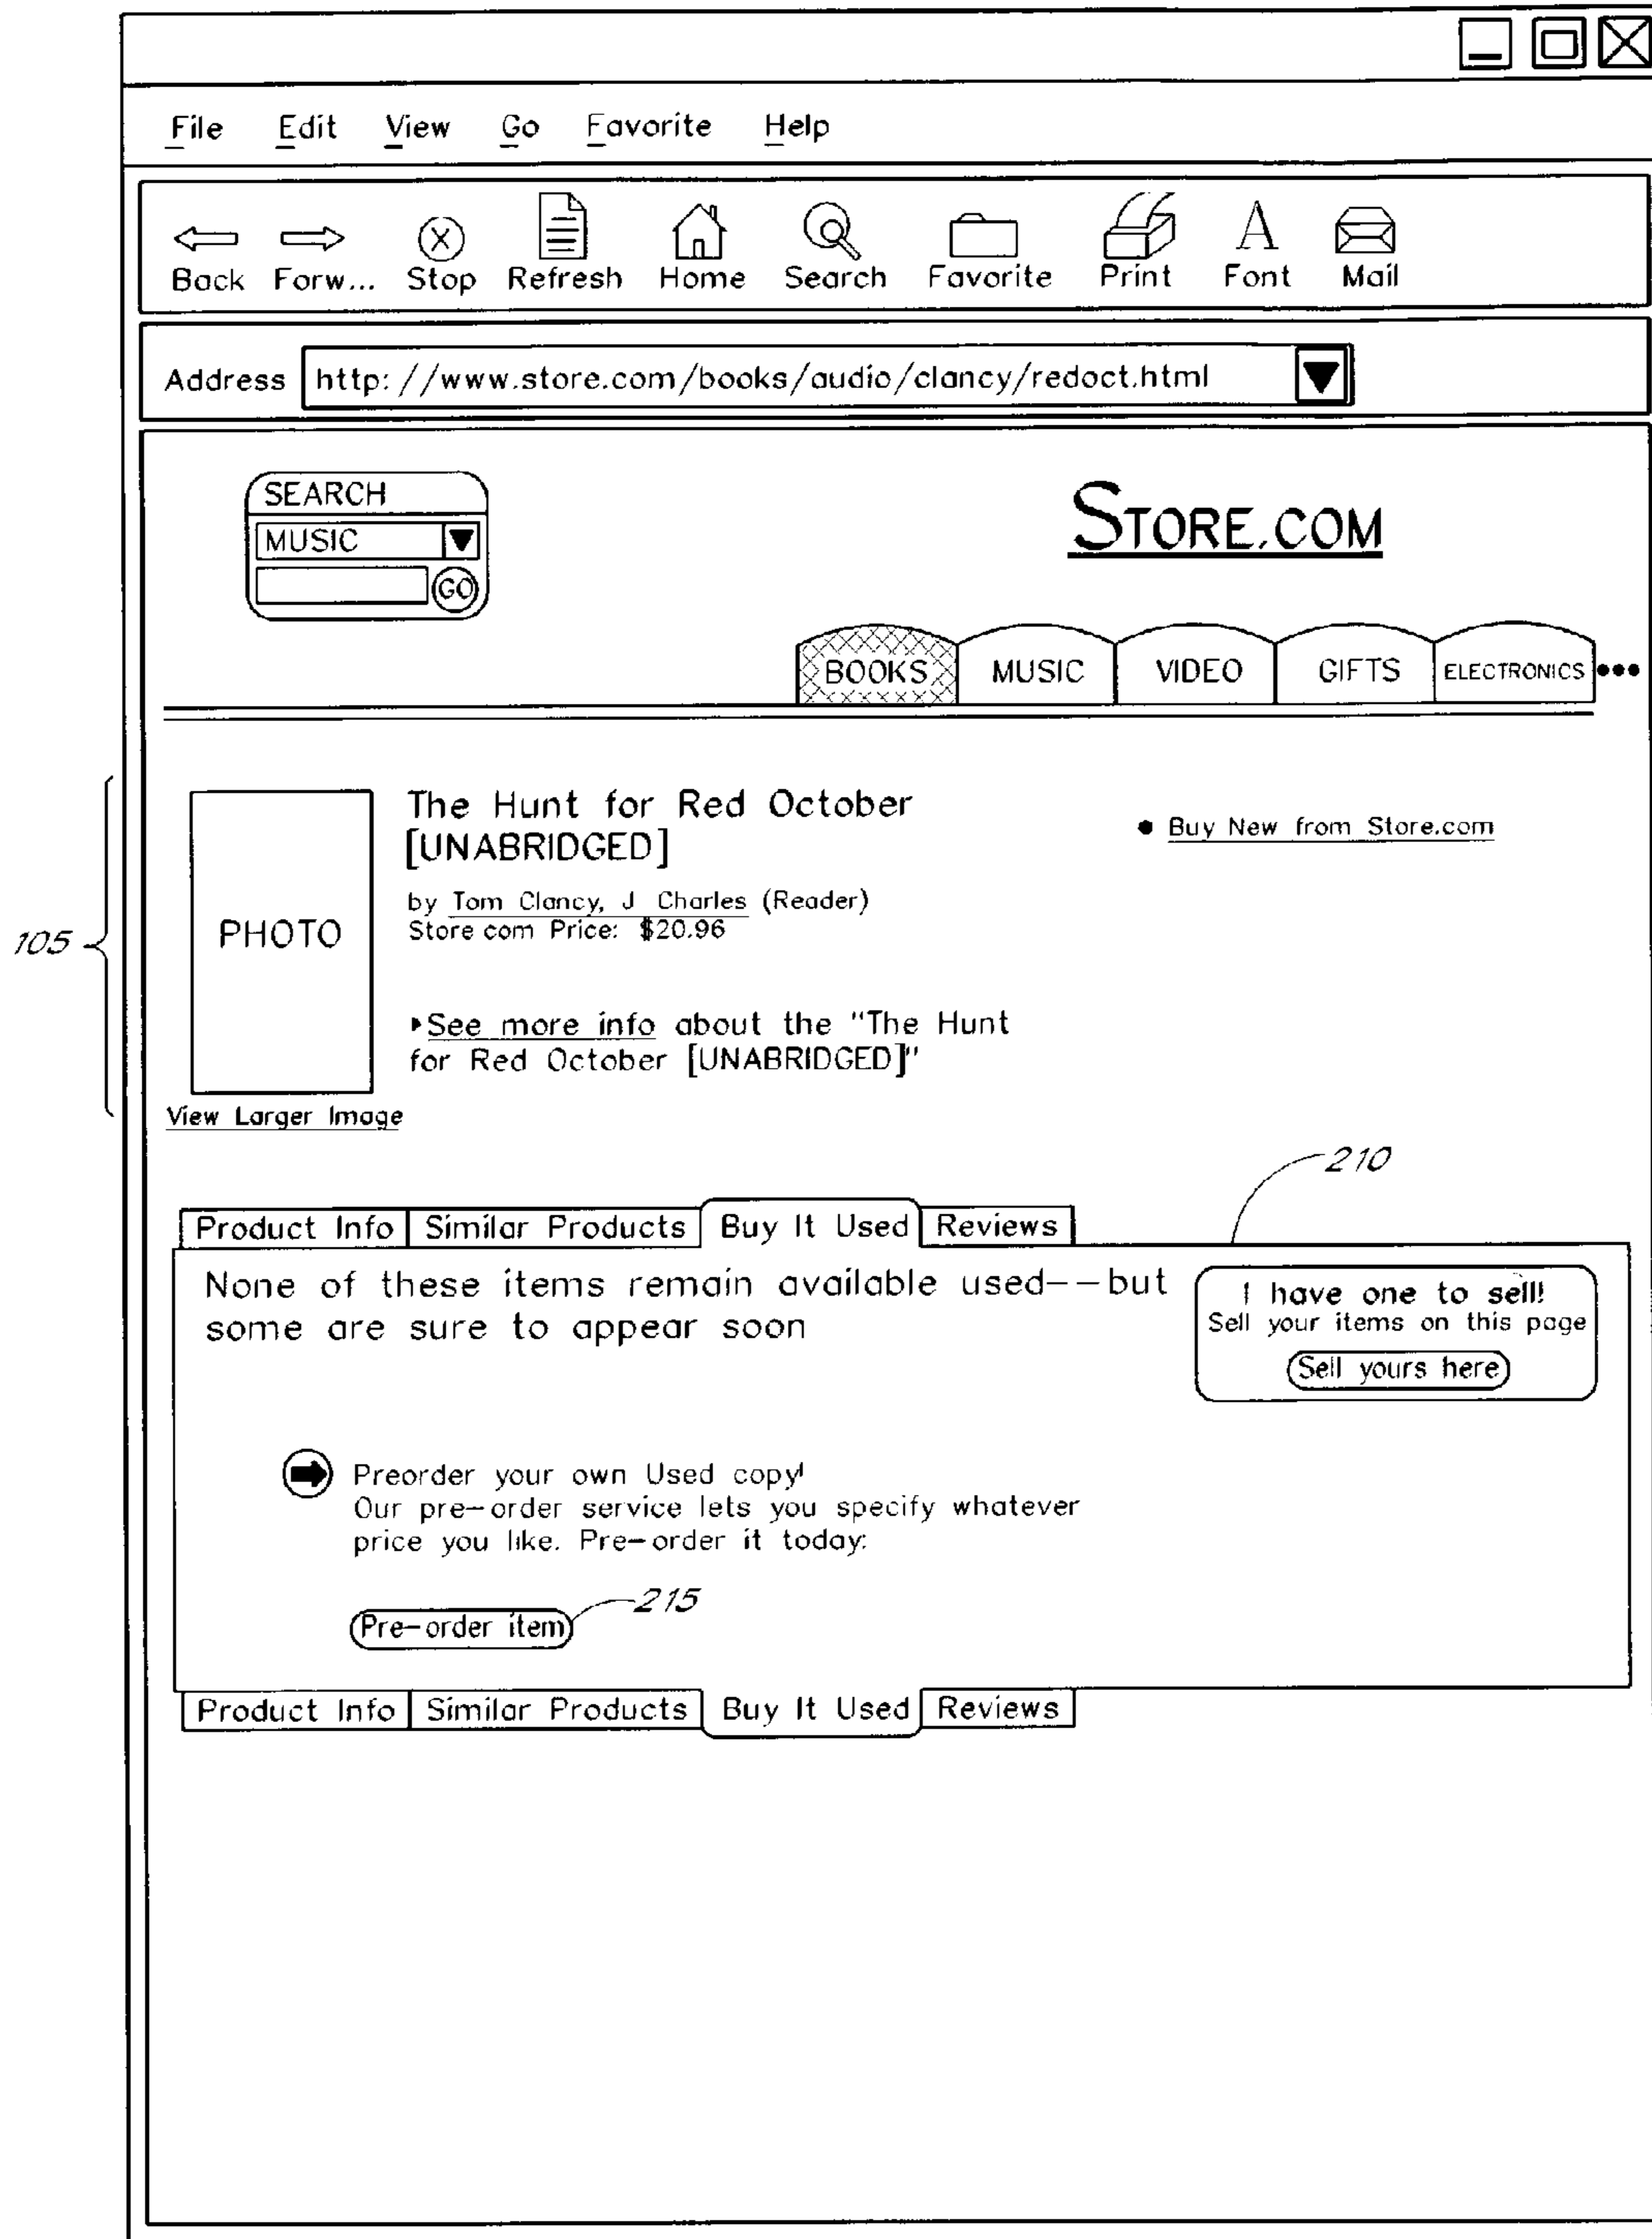 File Edit View Go Favorite Help
Back Forw... Stop Refresh Home Search Favorite Print A Font Mail
Address http://www.store.com/books/audio/clancy/redoct.html
SEARCH
MUSIC
GO
STORE.COM
BOOKS MUSIC VIDEO GIFTS ELECTRONICS •••
105
PHOTO
The Hunt for Red October
[UNABRIDGED]
by Tom Clancy, J Charles (Reader)
Store com Price: $20.96
• Buy New from Store.com
▸See more info about the "The Hunt
for Red October [UNABRIDGED]"
View Larger Image
210
Product Info Similar Products Buy It Used Reviews
None of these items remain available used--but
some are sure to appear soon
I have one to sell!
Sell your items on this page
Sell yours here
Preorder your own Used copy!
Our pre-order service lets you specify whatever
price you like. Pre-order it today:
215
Pre-order item
Product Info Similar Products Buy It Used Reviews